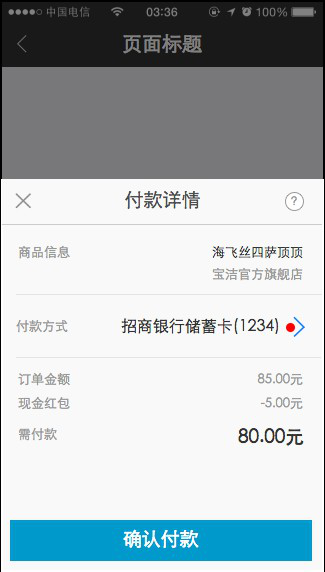 中国电信 03:36 100%
页面标题
付款详情 ?
商品信息 海飞丝四萨顶顶
宝洁官方旗舰店
付款方式 招商银行储蓄卡(1234)
订单金额 85.00元
现金红包 -5.00元
需付款 80.00元
确认付款